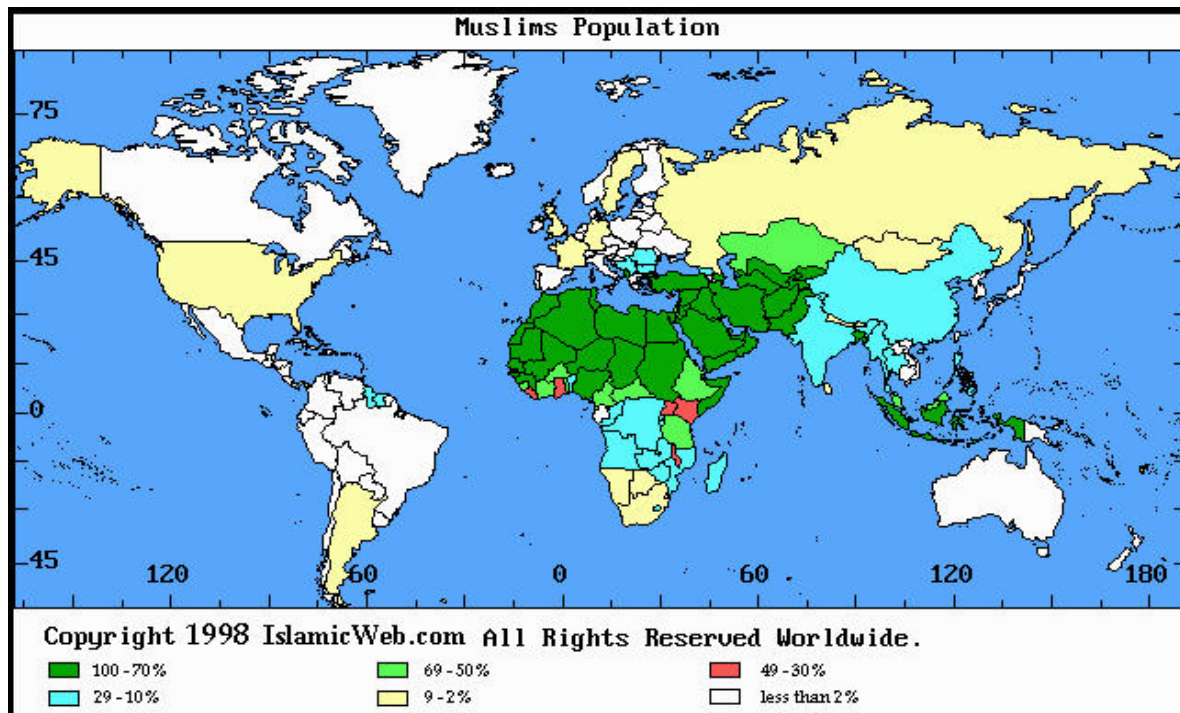 Muslims Population
75
45
0
45
120 60 0 60 120 180
Copyright 1998 IslamicWeb.com All Rights Reserved Worldwide.
100 - 70% 69 - 50% 49 - 30%
29 - 10% 9 - 2% less than 2%